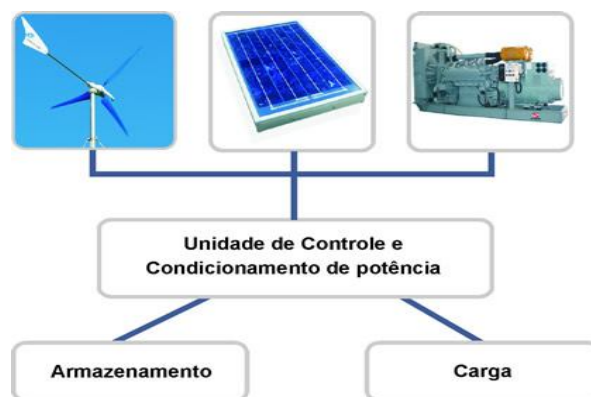 Unidade de Controle e
Condicionamento de potência
Armazenamento
Carga